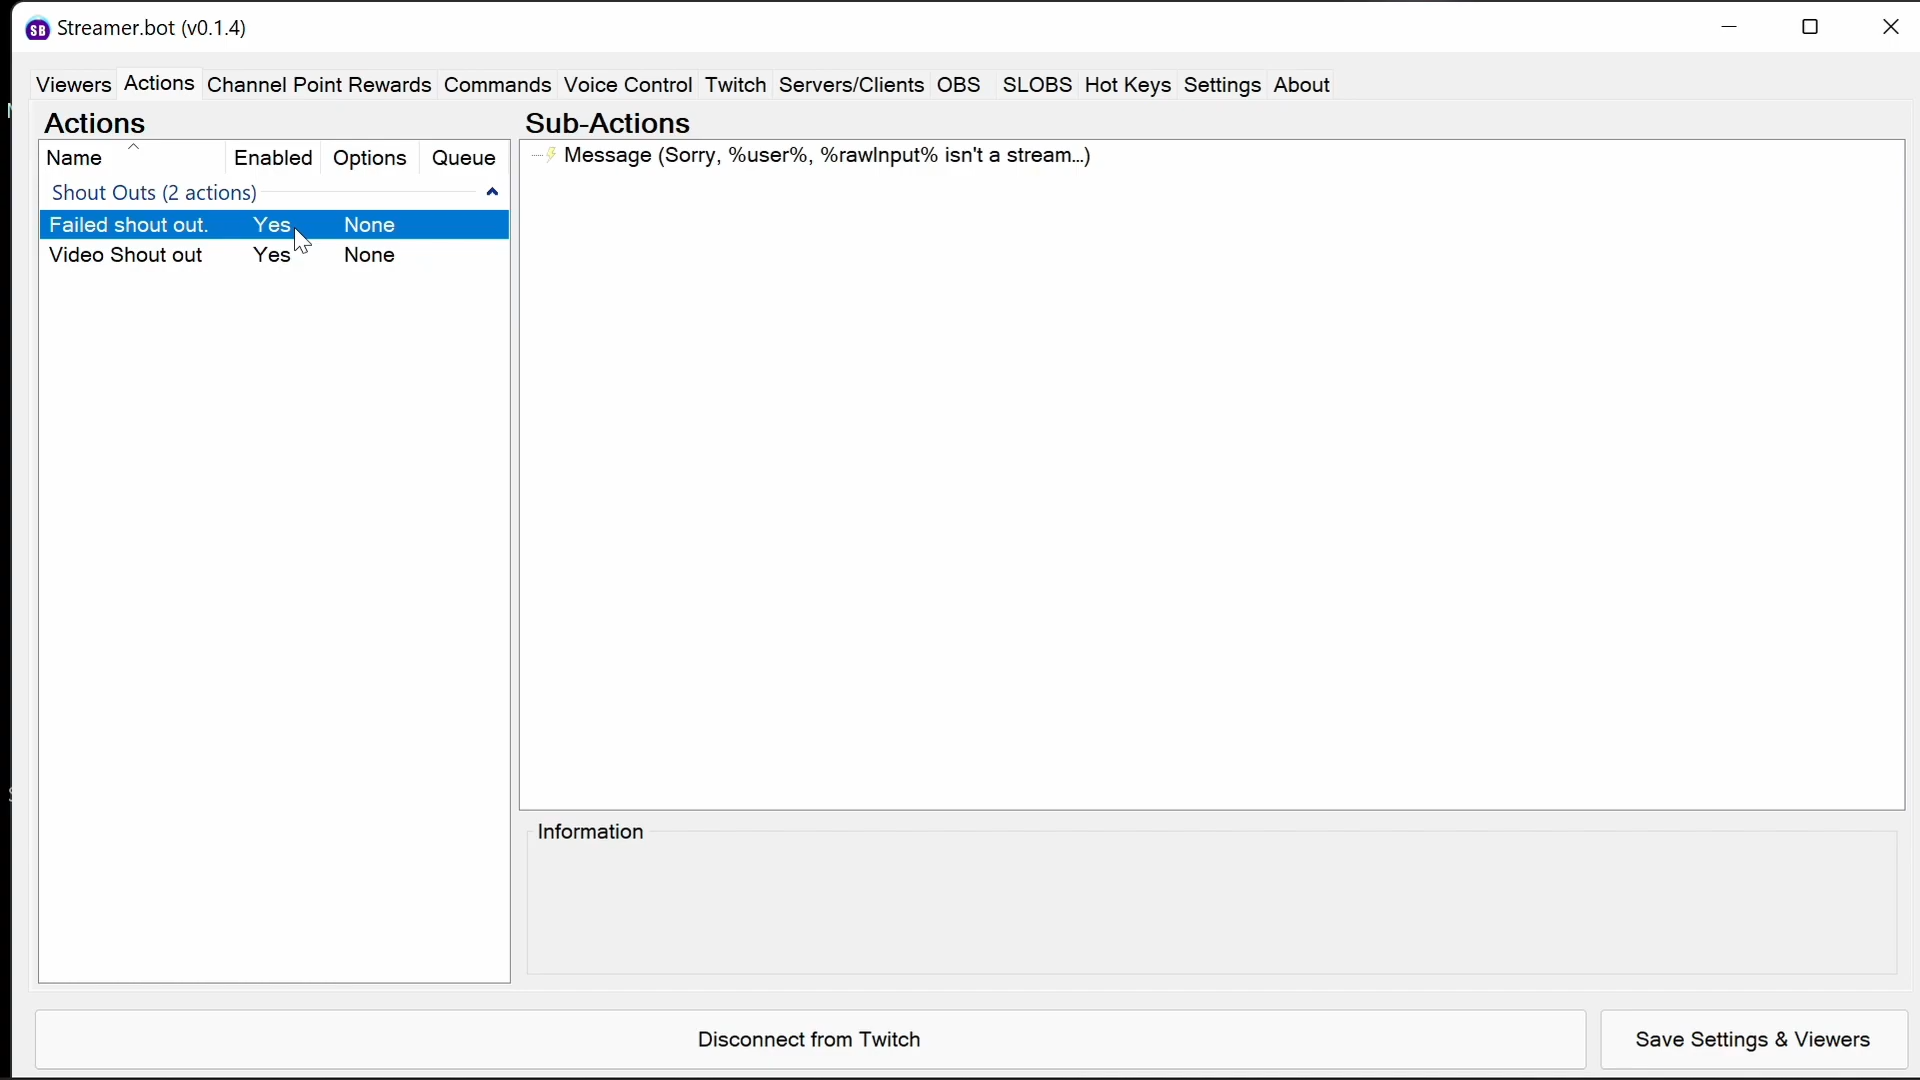 SB Streamer.bot (v0.1.4)
Viewers Actions Channel Point Rewards Commands Voice Control Twitch Servers/Clients OBS SLOBS Hot Keys Settings About
Actions
Name Enabled Options Queue
Shout Outs (2 actions)
Failed shout out. Yes None
Video Shout out Yes None
Sub-Actions
Message (Sorry, %user%, %rawInput% isn't a stream...)
Information
Disconnect from Twitch
Save Settings & Viewers